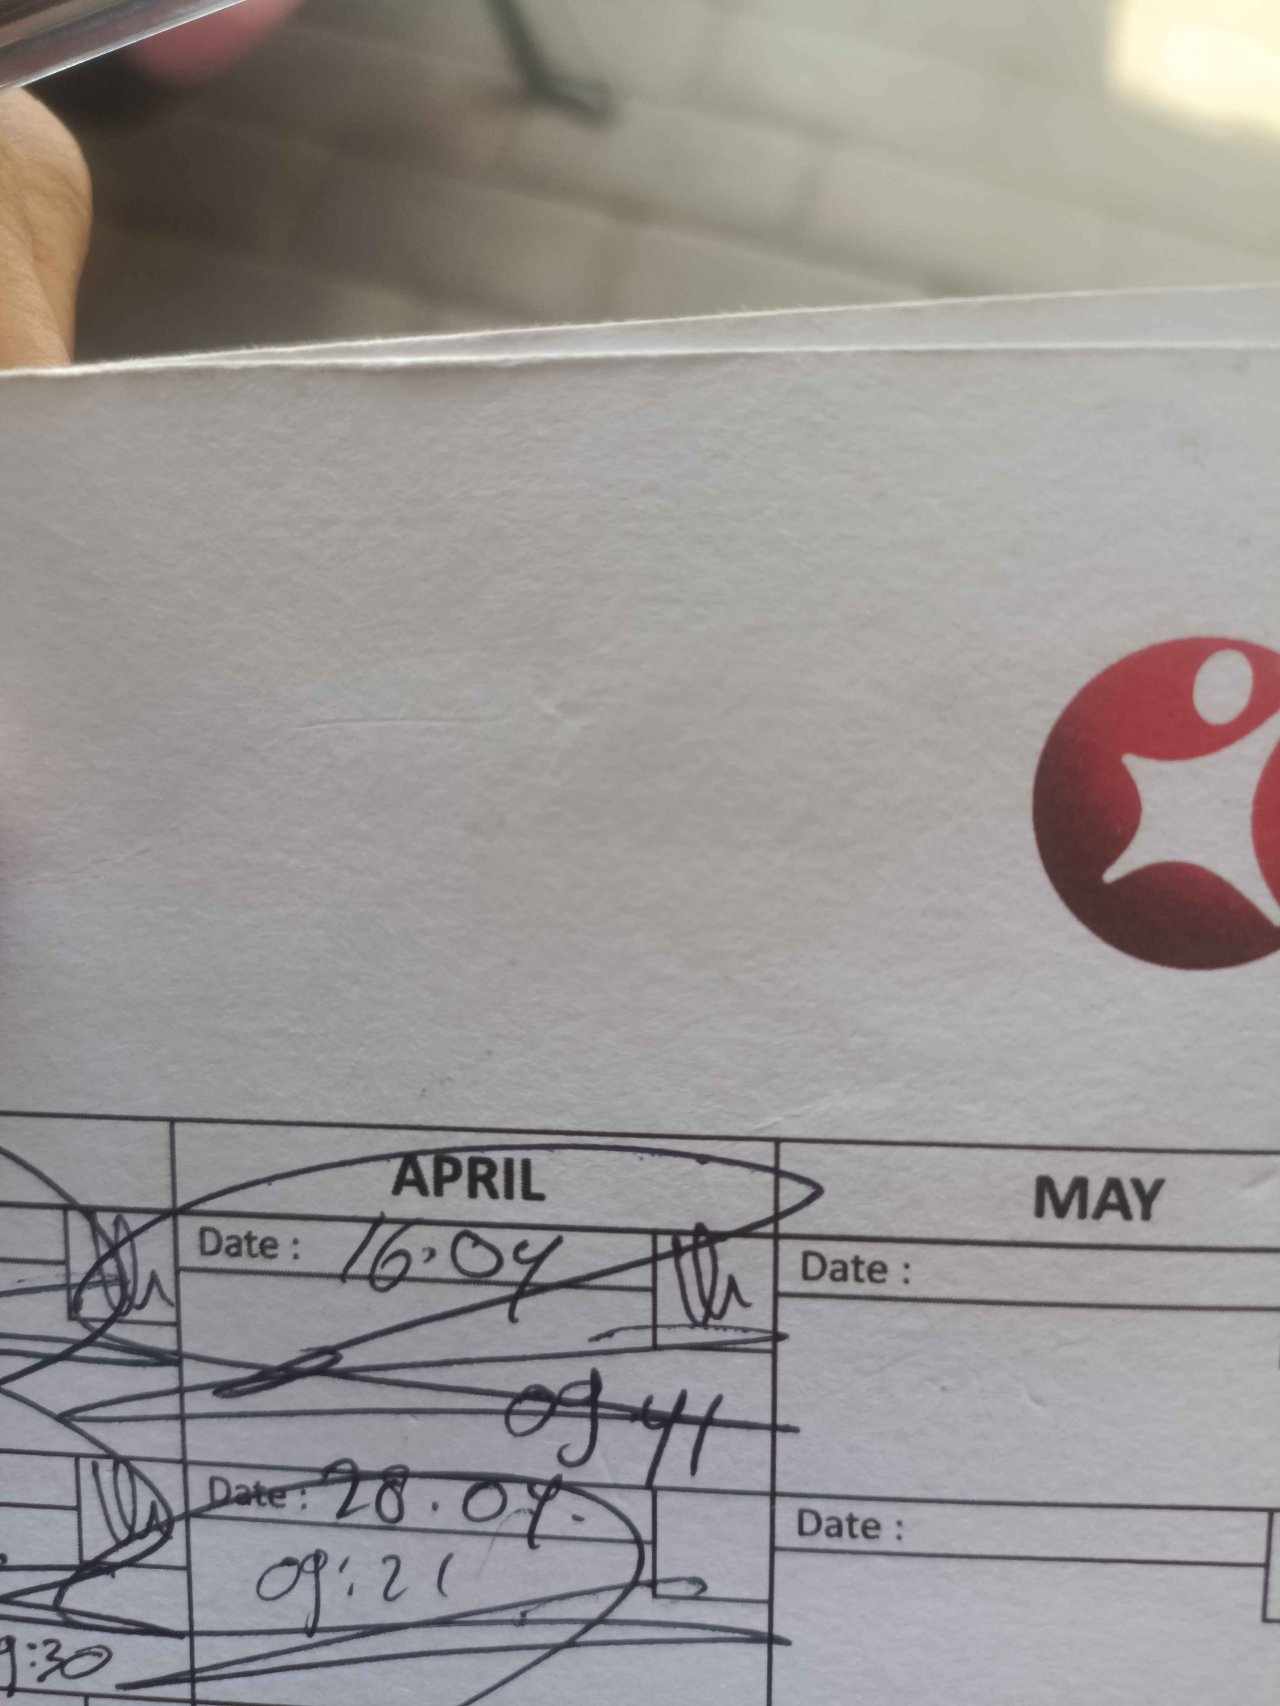 APRIL
MAY
Date : 16.04
Date :
09.41
Date : 28.04.
Date :
09:21
9:30